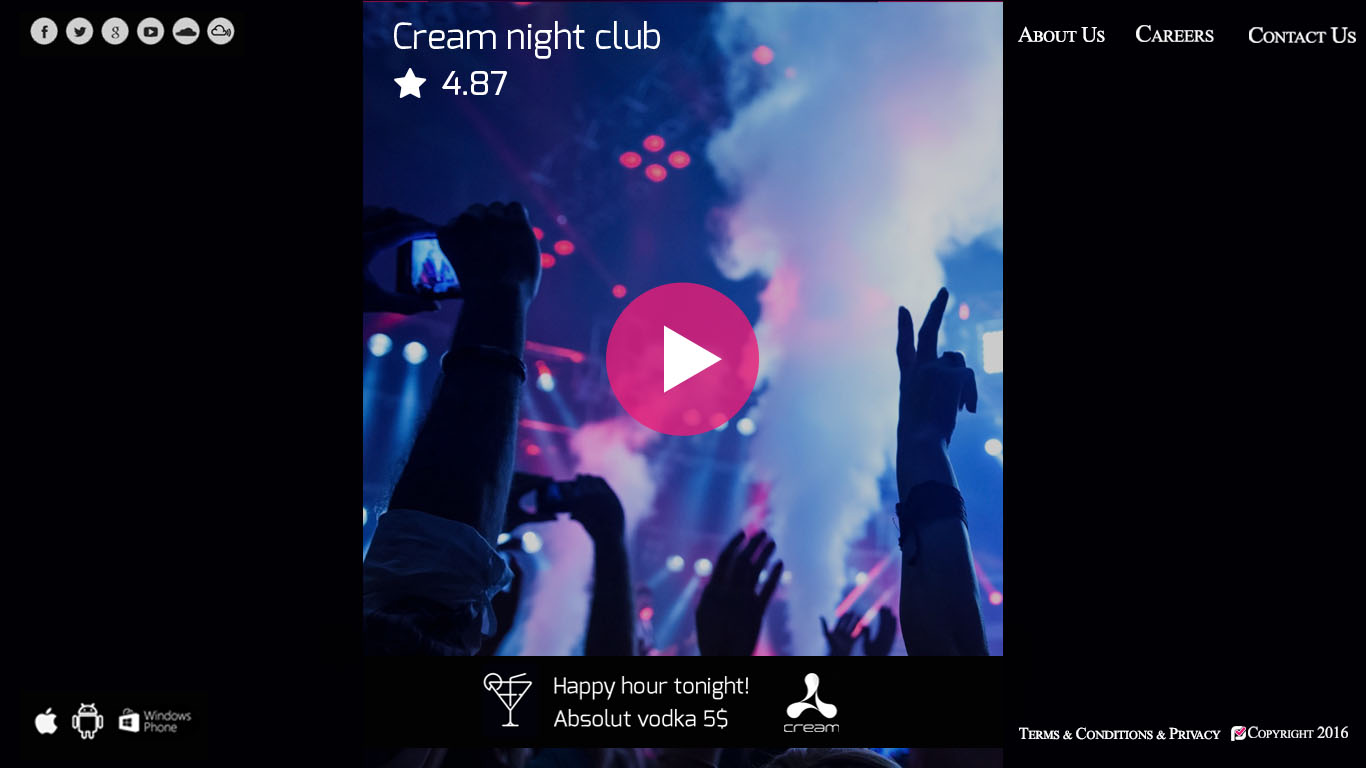 Cream night club
4.87
About Us
Careers
Contact Us
Happy hour tonight!
Absolut vodka 5$
cream
Windows
Phone
Terms & Conditions & Privacy
Copyright 2016